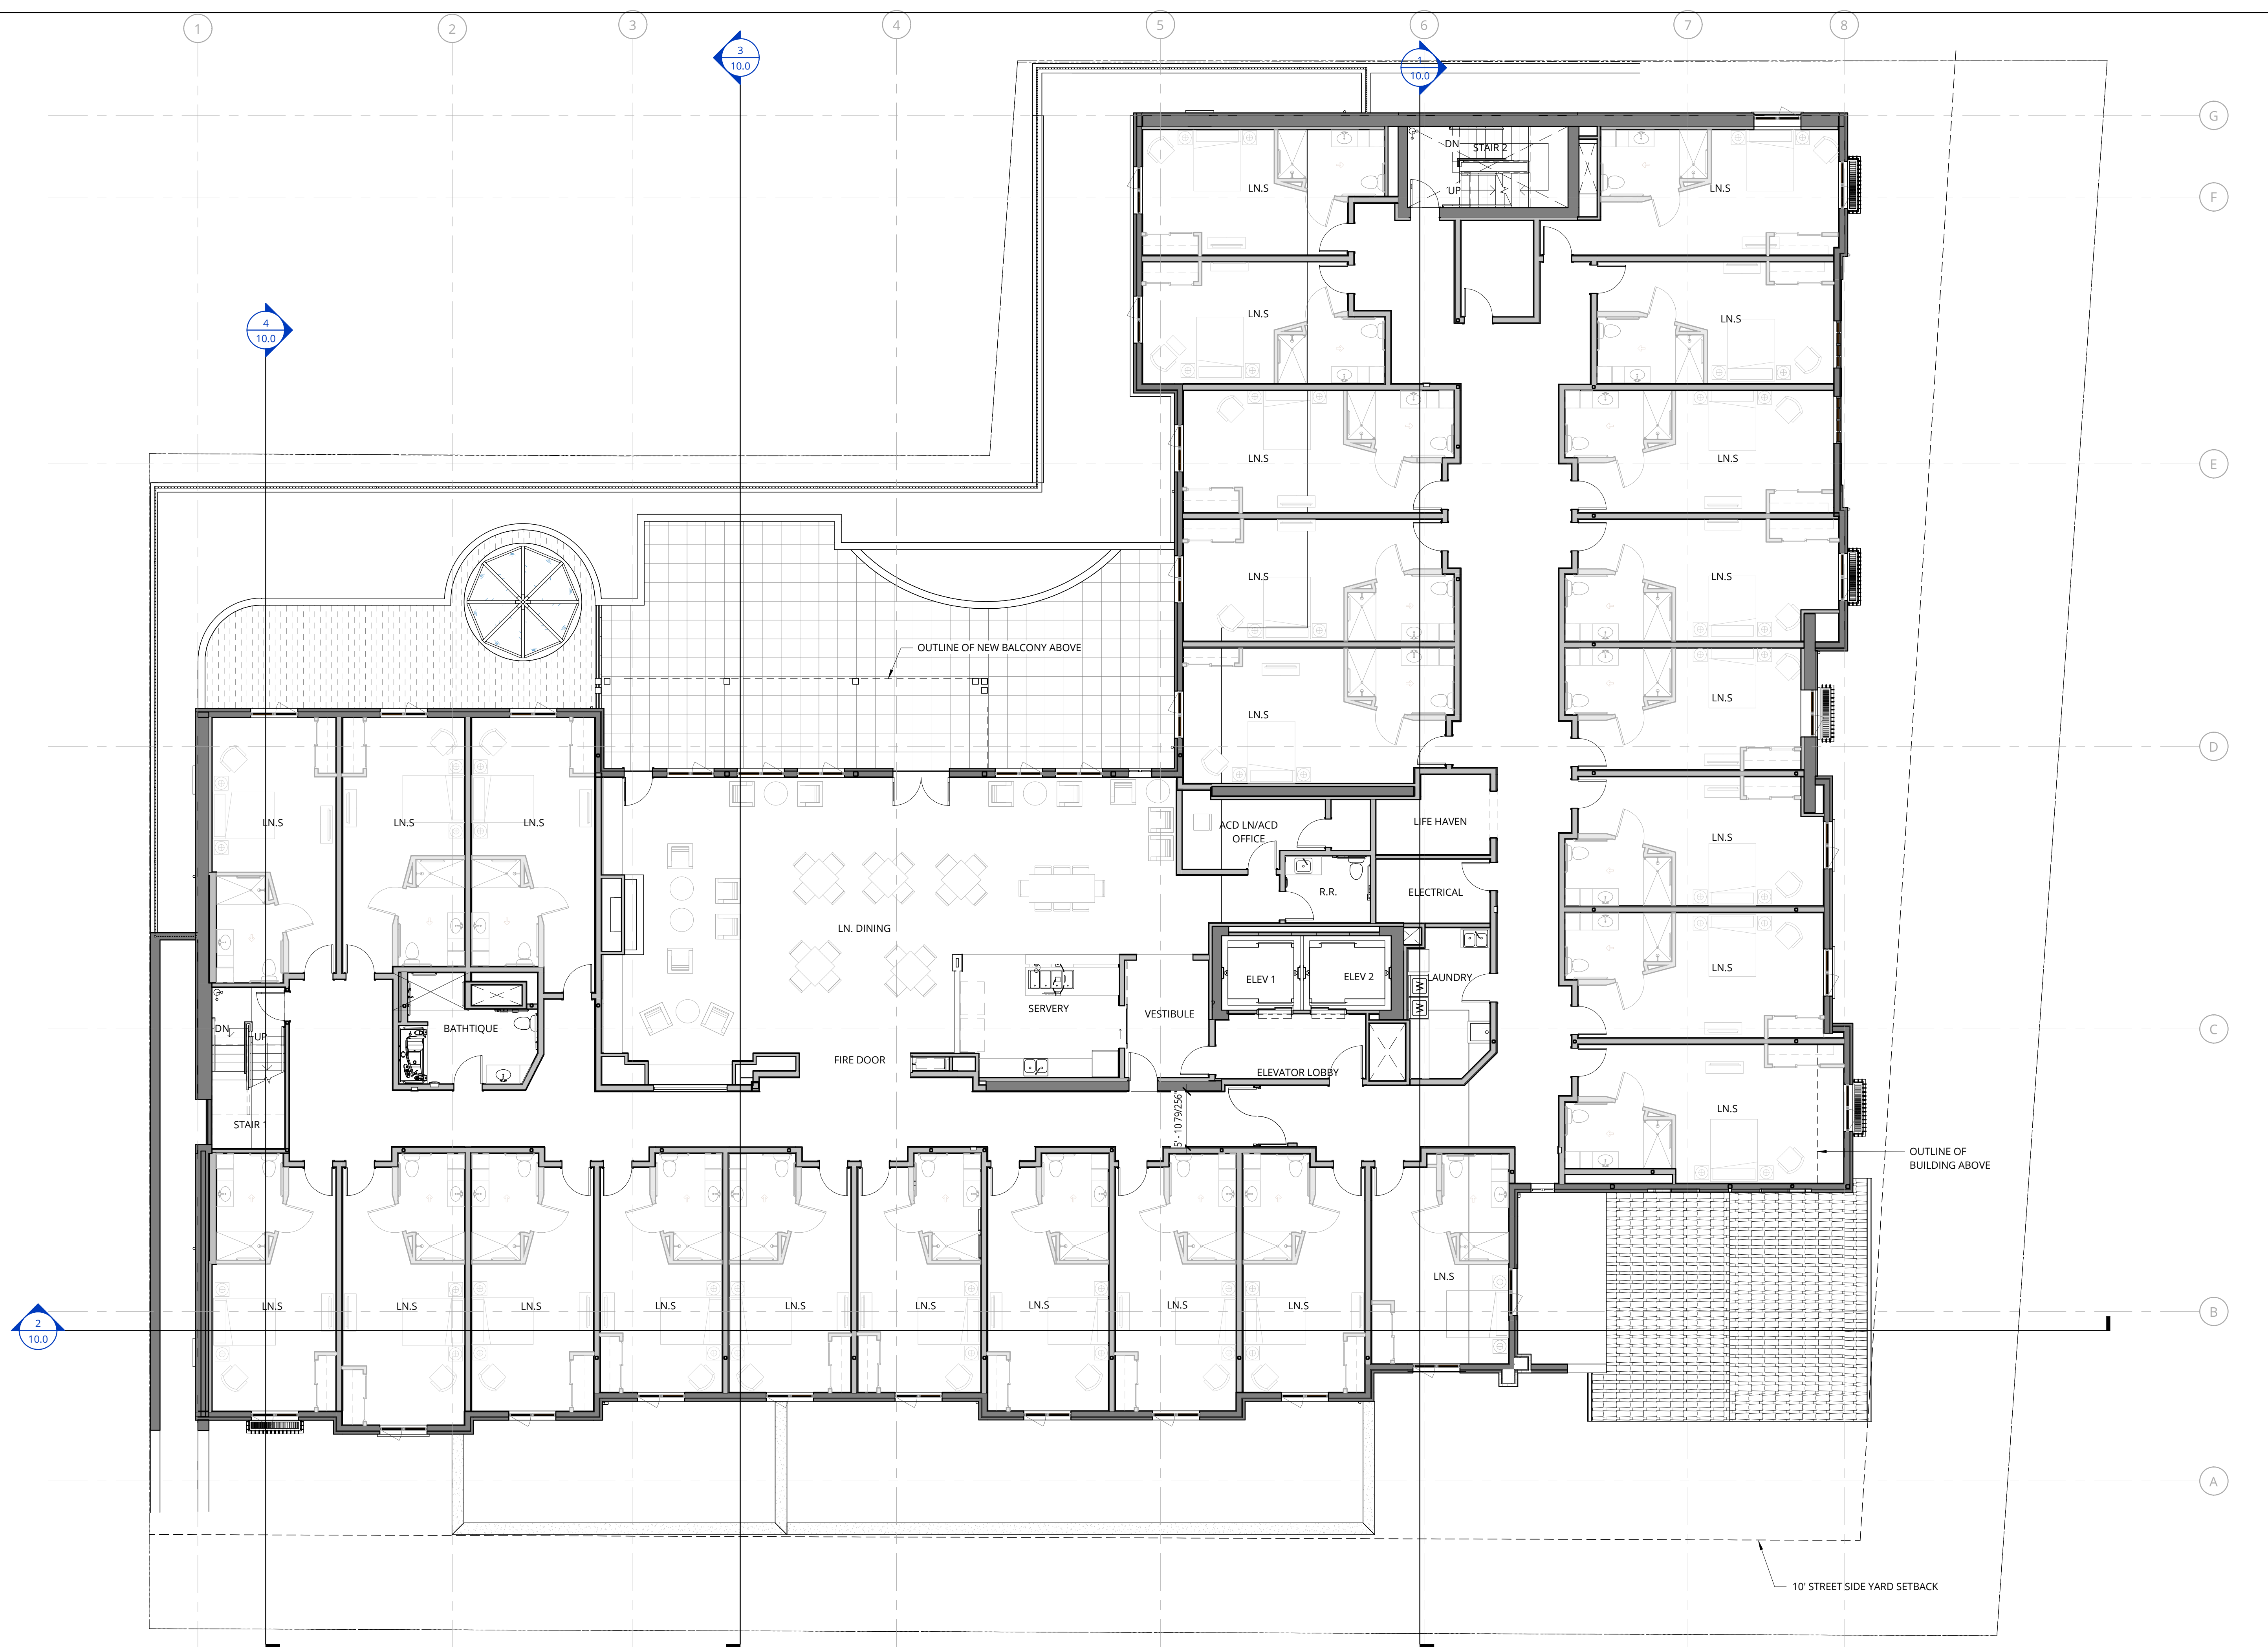 1 2 3 4 5 6 7 8
3
10.0
1
10.0
G
DN STAIR 2
LN.S UP LN.S
F
LN.S LN.S
4
10.0
LN.S LN.S
E
LN.S LN.S
OUTLINE OF NEW BALCONY ABOVE
LN.S LN.S
D
LN.S LN.S LN.S
ACD LN/ACD
OFFICE
LIFE HAVEN
LN.S
R.R. ELECTRICAL
LN. DINING
ELEV 1 ELEV 2 LAUNDRY LN.S
SERVERY VESTIBULE
DN UP BATHTIQUE
C
FIRE DOOR ELEVATOR LOBBY
5' - 10 79/256"
STAIR 1
LN.S
OUTLINE OF
BUILDING ABOVE
LN.S LN.S LN.S LN.S LN.S LN.S LN.S LN.S LN.S LN.S
B
2
10.0
W
W
A
10' STREET SIDE YARD SETBACK